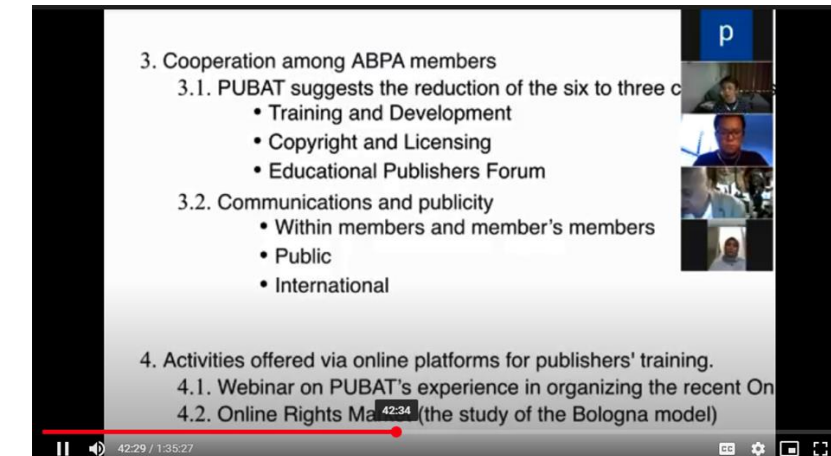 p
3. Cooperation among ABPA members
3.1. PUBAT suggests the reduction of the six to three c
• Training and Development
• Copyright and Licensing
• Educational Publishers Forum
3.2. Communications and publicity
• Within members and member's members
• Public
• International
4. Activities offered via online platforms for publishers' training.
4.1. Webinar on PUBAT's experience in organizing the recent On
4.2. Online Rights (the study of the Bologna model)
42:34
42:29 / 1:35:27
CC